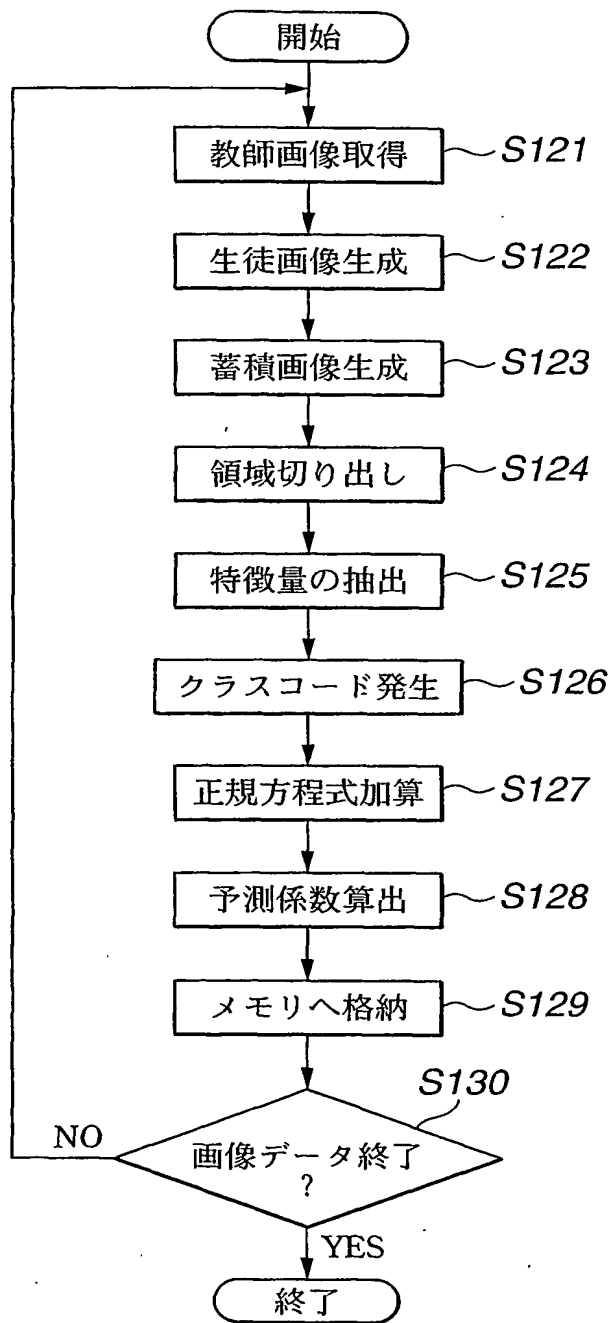 開始
教師画像取得 S121
生徒画像生成 S122
蓄積画像生成 S123
領域切り出し S124
特徴量の抽出 S125
クラスコード発生 S126
正規方程式加算 S127
予測係数算出 S128
メモリへ格納 S129
S130
NO
画像データ終了
?
YES
終了